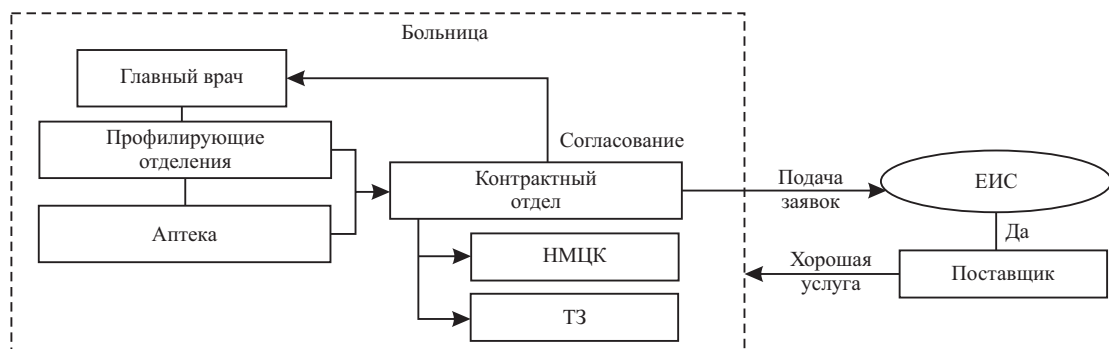 Больница
Главный врач
Профилирующие
отделения
Аптека
Согласование
Контрактный
отдел
НМЦК
ТЗ
Подача
заявок
ЕИС
Да
Поставщик
Хорошая
услуга